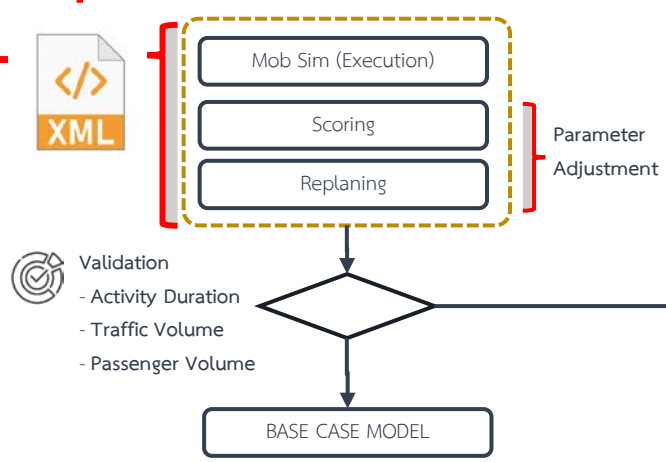 </>
XML
Mob Sim (Execution)
Scoring
Replaning
Parameter
Adjustment
Validation
- Activity Duration
- Traffic Volume
- Passenger Volume
BASE CASE MODEL